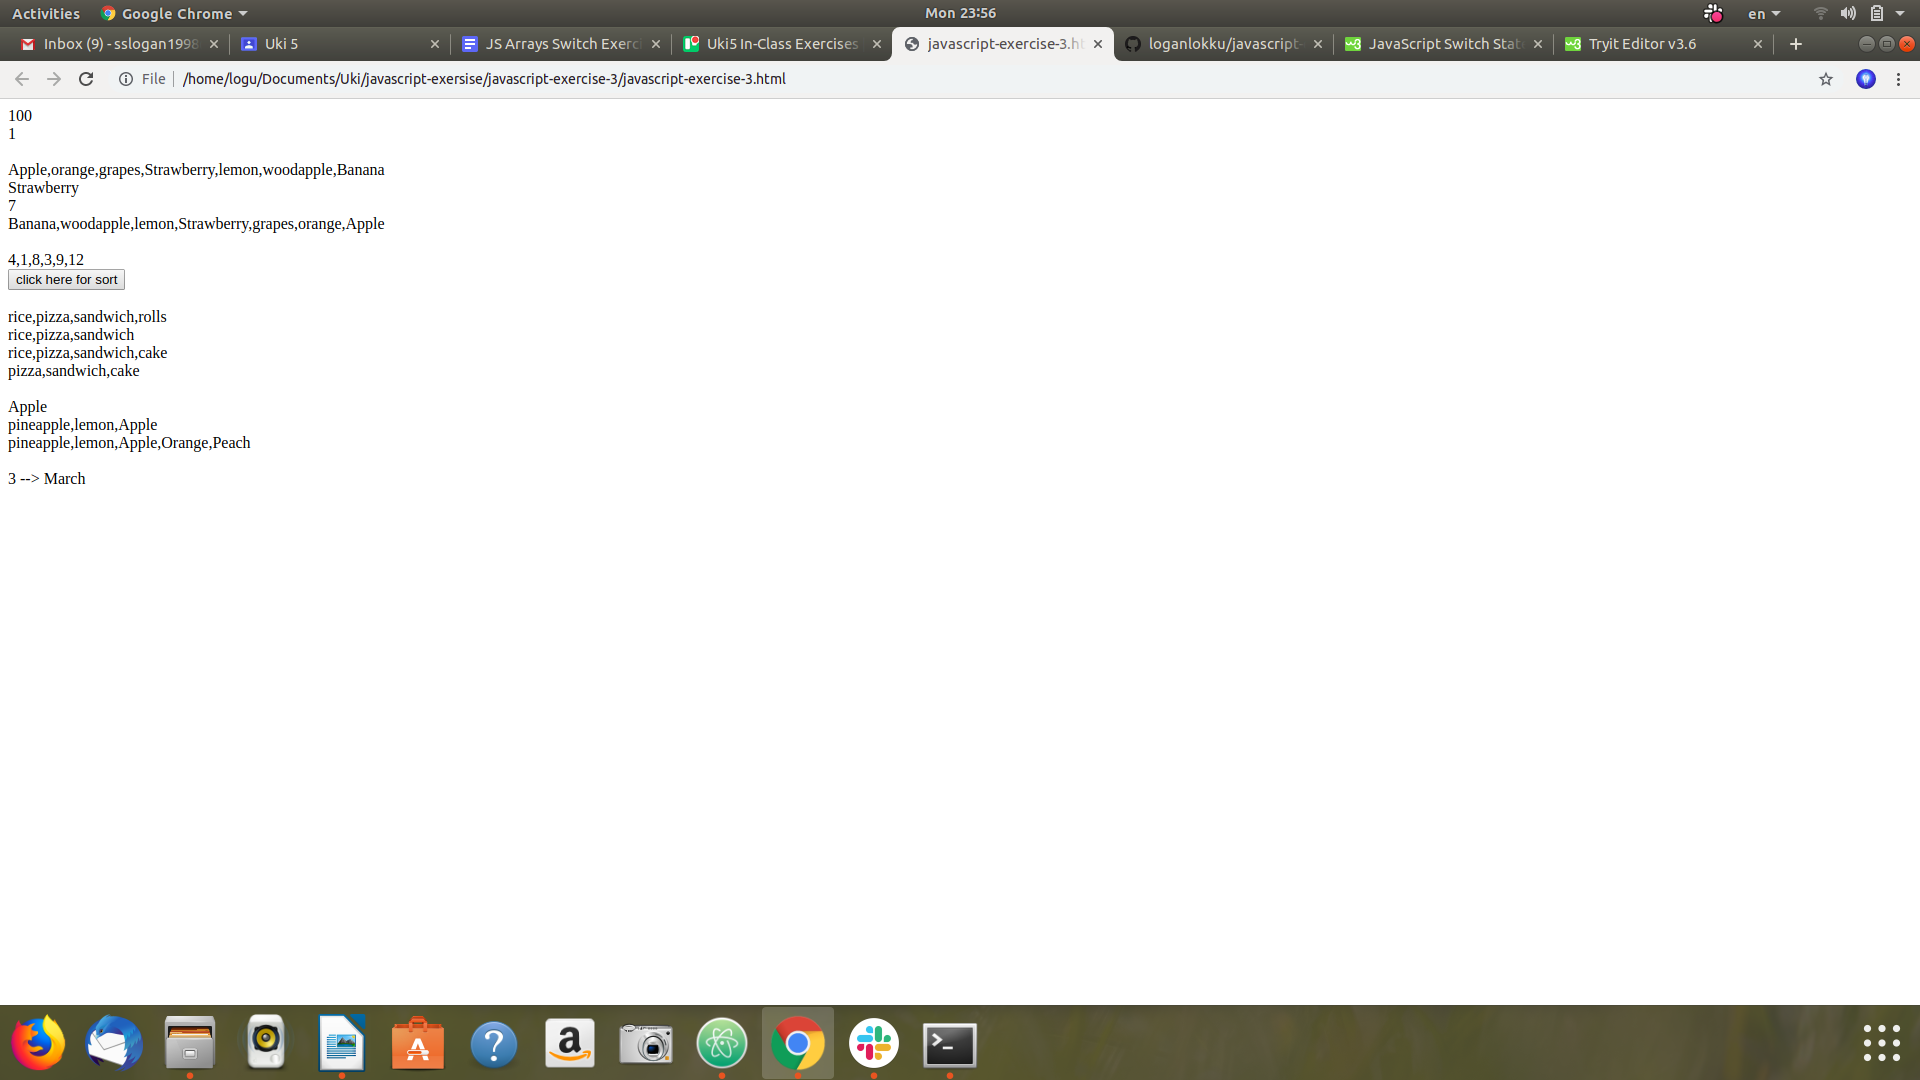 Activities Google Chrome Mon 23:56 en
Inbox (9) - sslogan1998 Uki 5 JS Arrays Switch Exerci Uki5 In-Class Exercises javascript-exercise-3.ht loganlokku/javascript- JavaScript Switch State Tryit Editor v3.6
File /home/logu/Documents/Uki/javascript-exersise/javascript-exercise-3/javascript-exercise-3.html
100
1
Apple,orange,grapes,Strawberry,lemon,woodapple,Banana
Strawberry
7
Banana,woodapple,lemon,Strawberry,grapes,orange,Apple
4,1,8,3,9,12
click here for sort
rice,pizza,sandwich,rolls
rice,pizza,sandwich
rice,pizza,sandwich,cake
pizza,sandwich,cake
Apple
pineapple,lemon,Apple
pineapple,lemon,Apple,Orange,Peach
3 --> March